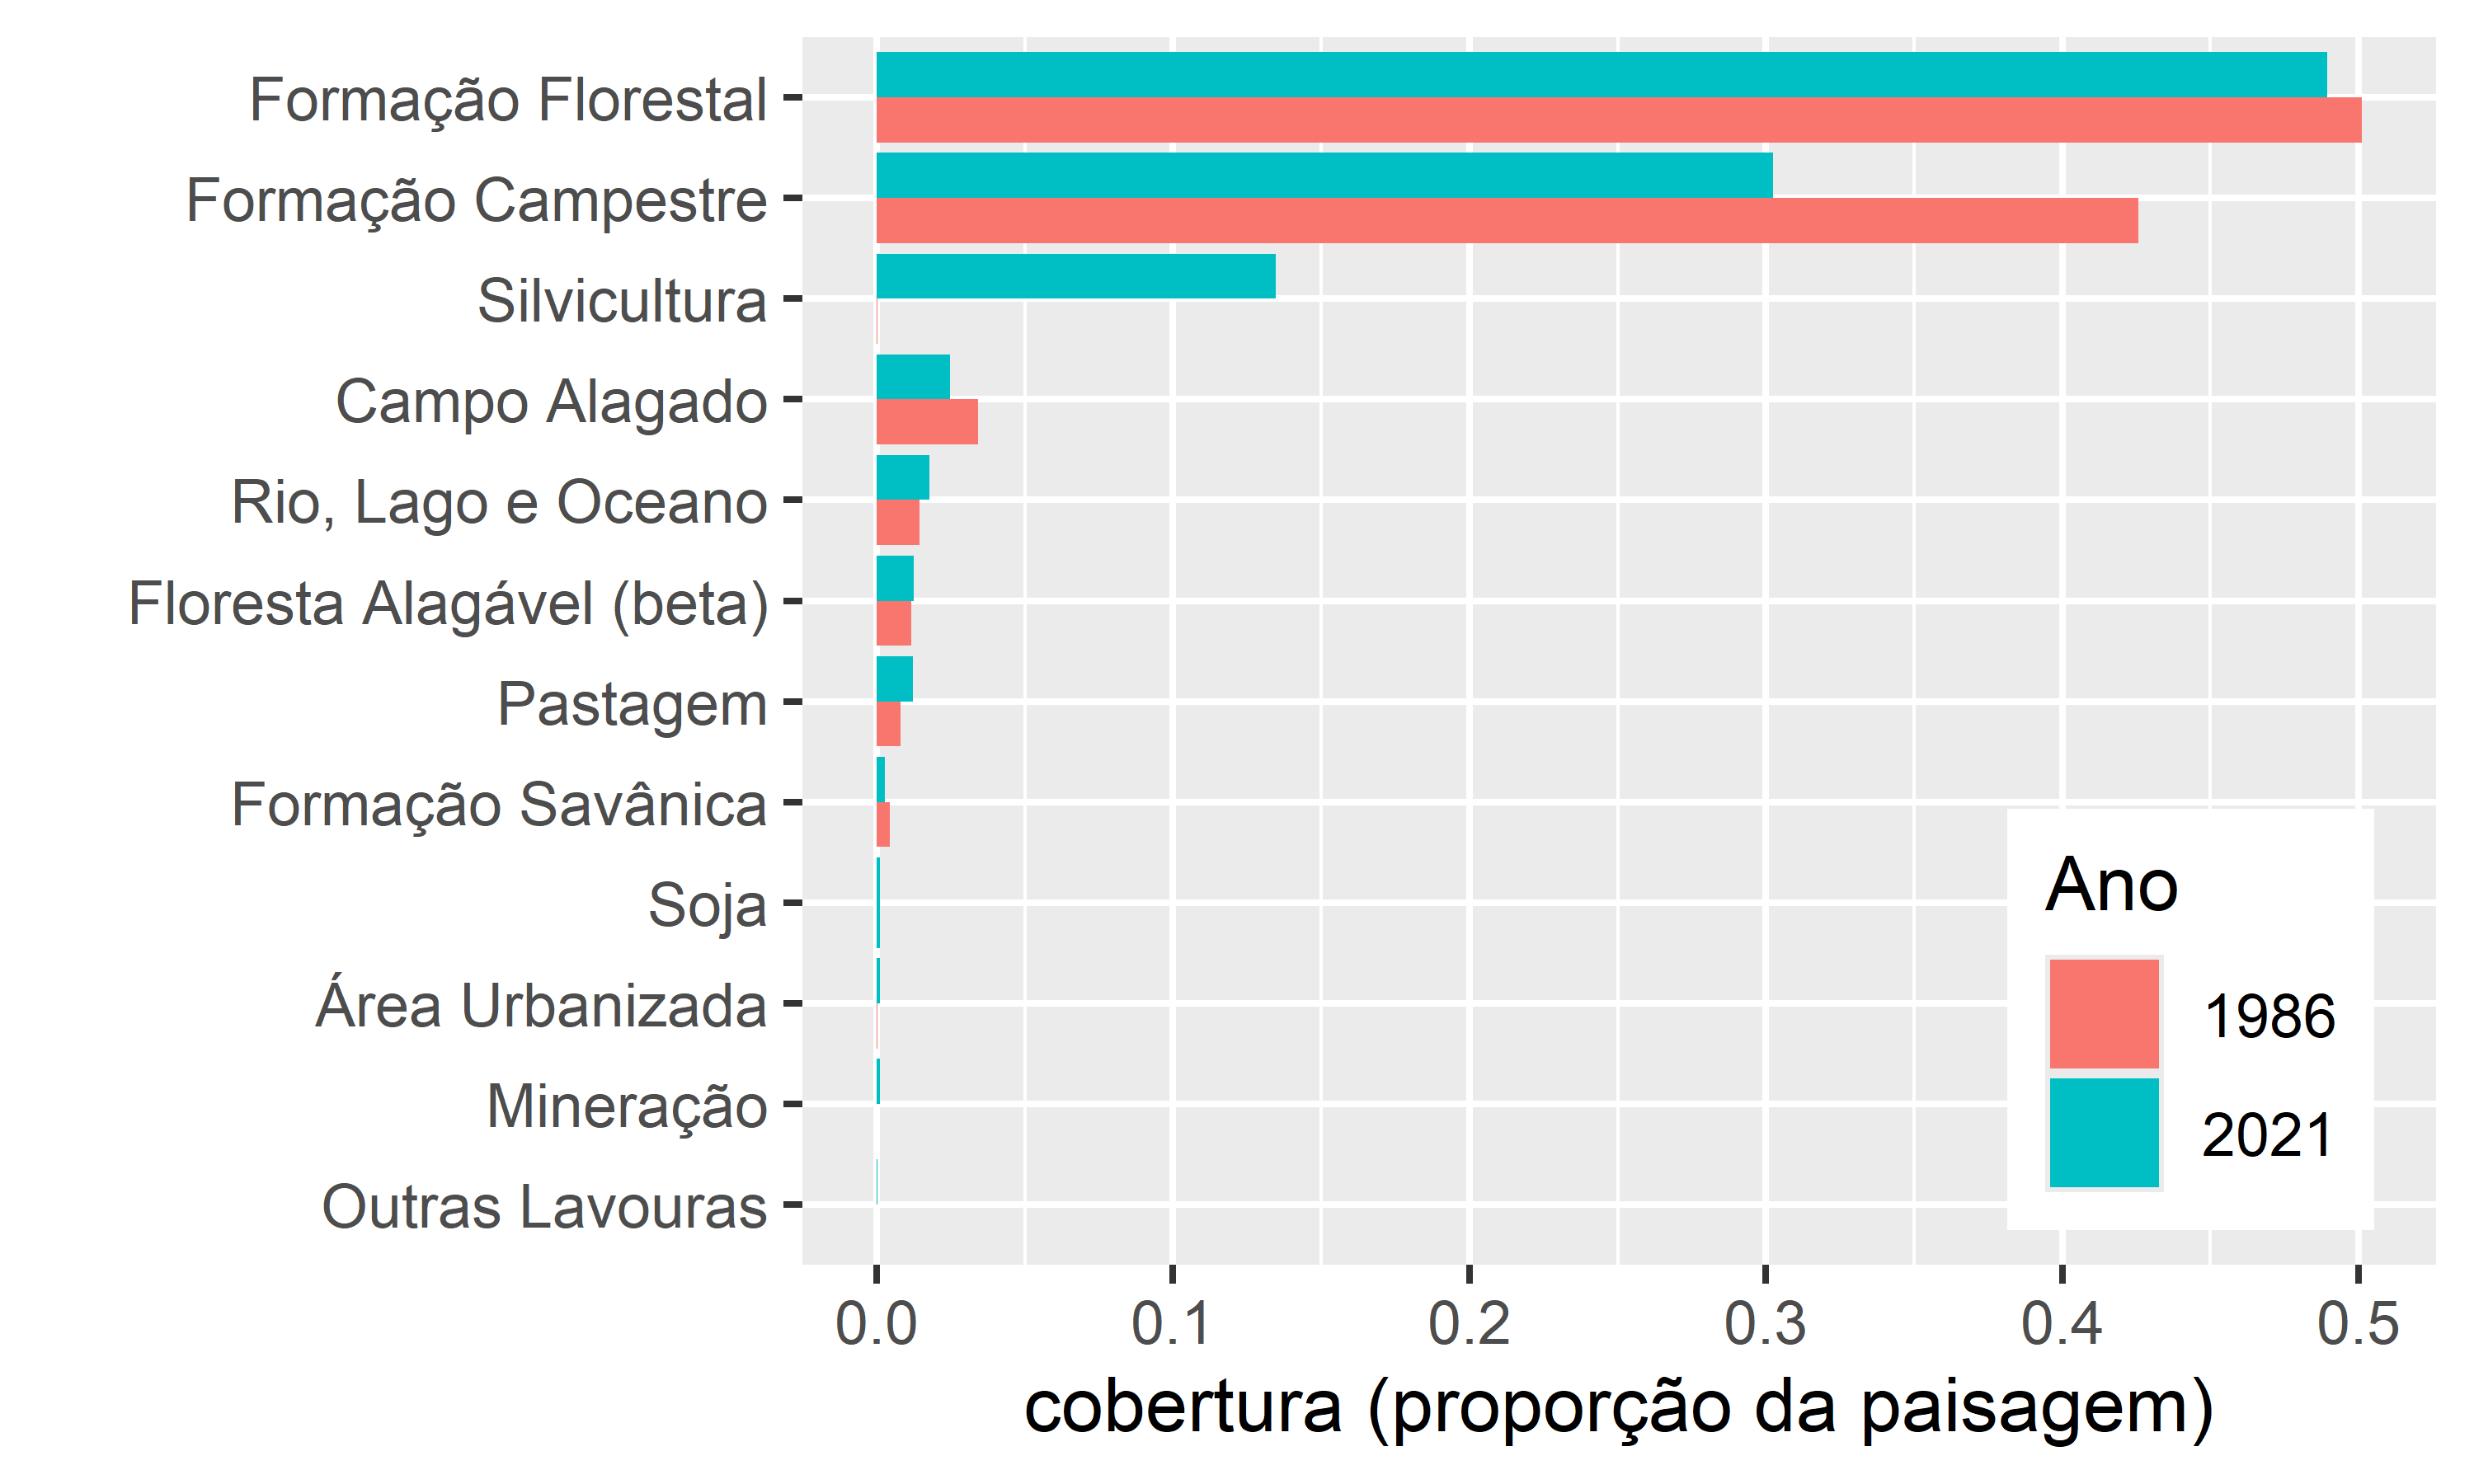 Formação Florestal
Formação Campestre
Silvicultura
Campo Alagado
Rio, Lago e Oceano
Floresta Alagável (beta)
Pastagem
Formação Savânica
Soja
Área Urbanizada
Mineração
Outras Lavouras
Ano
1986
2021
0.0 0.1 0.2 0.3 0.4 0.5
cobertura (proporção da paisagem)